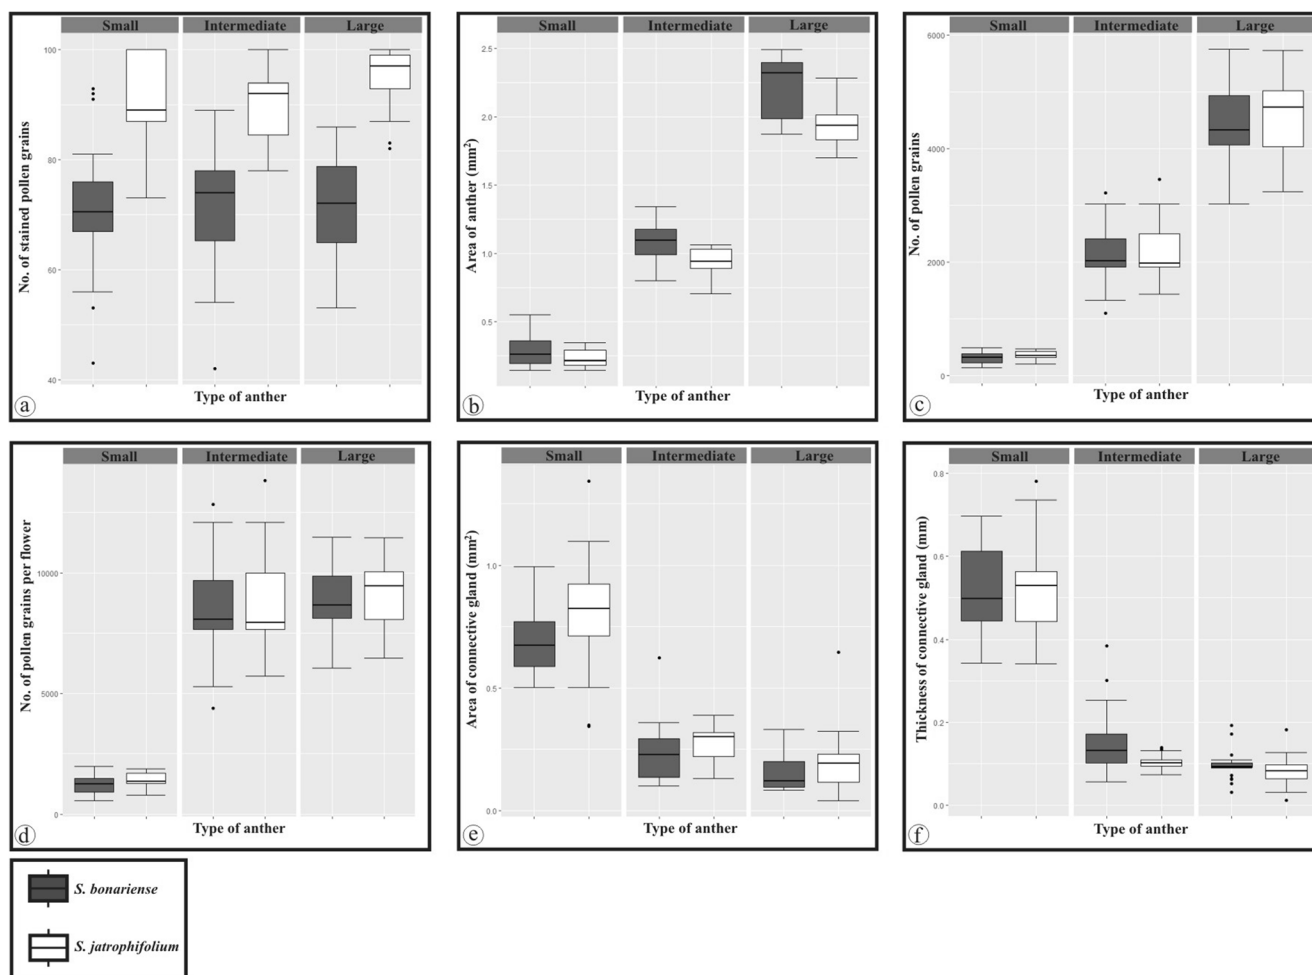 Small Intermediate Large
No. of stained pollen grains
100
80
60
40
Type of anther
a
Small Intermediate Large
Area of anther (mm²)
2.5
2.0
1.5
1.0
0.5
Type of anther
b
Small Intermediate Large
No. of pollen grains
6000
4000
2000
0
Type of anther
c
Small Intermediate Large
No. of pollen grains per flower
10000
5000
0
Type of anther
d
Small Intermediate Large
Area of connective gland (mm²)
1.0
0.5
0.0
Type of anther
e
Small Intermediate Large
Thickness of connective gland (mm)
0.8
0.6
0.4
0.2
0.0
Type of anther
f
S. bonariense
S. jatrophifolium